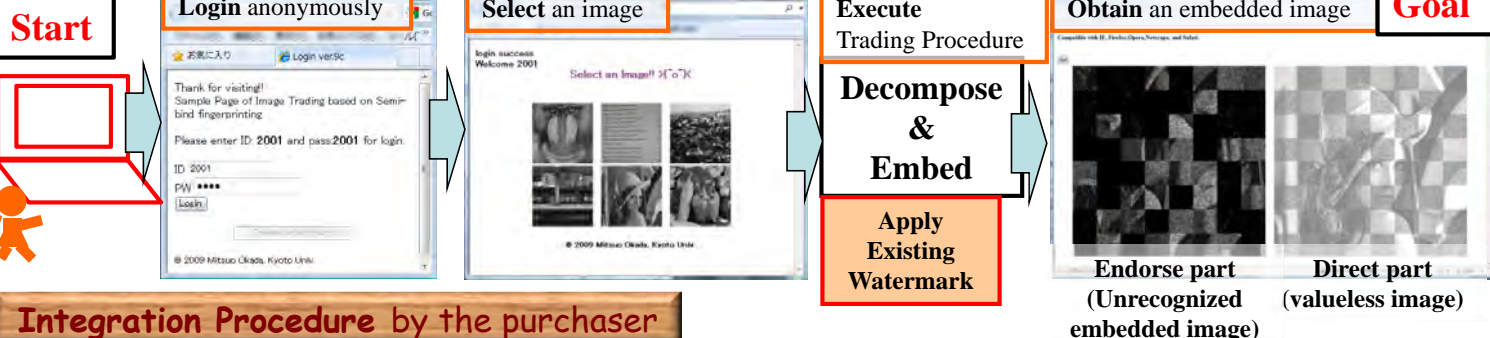 Start
Login anonymously
お気に入り
Login ver.9c
Thank for visiting!!
Sample Page of Image Trading based on Semi-
bind fingerprinting
Please enter ID: 2001 and pass:2001 for login.
ID 2001
PW ●●●●
Login
© 2009 Mitsuo Okada, Kyoto Univ.
Select an image
login success
Welcome 2001
Select an Image!! X(^o^)X
© 2009 Mitsuo Okada, Kyoto Univ.
Execute
Trading Procedure
Decompose
&
Embed
Apply
Existing
Watermark
Obtain an embedded image
Goal
Compatible with IE, Firefox, Opera, Netscape, and Safari.
Endorse part
(Unrecognized
embedded image)
Direct part
(valueless image)
Integration Procedure by the purchaser